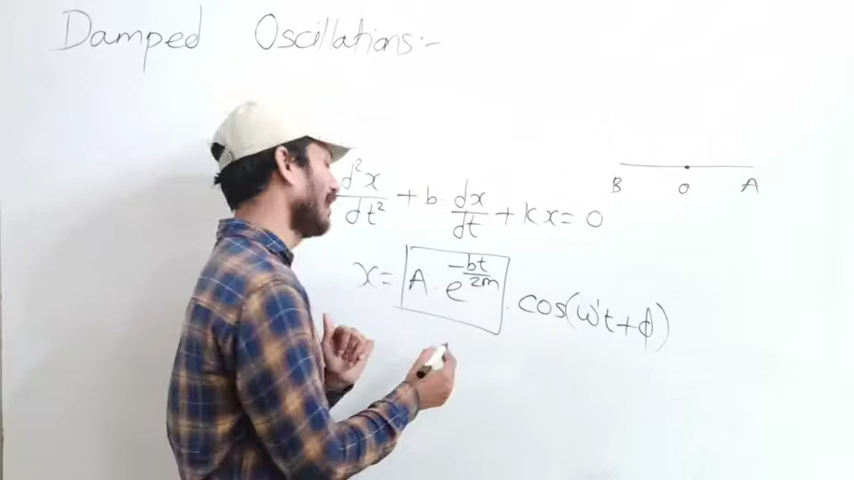 Damped Oscillations:-
d²x/dt² + b · dx/dt + kx = 0
B O A
x = A · e^(-bt/2m) · cos(ω't + ϕ)